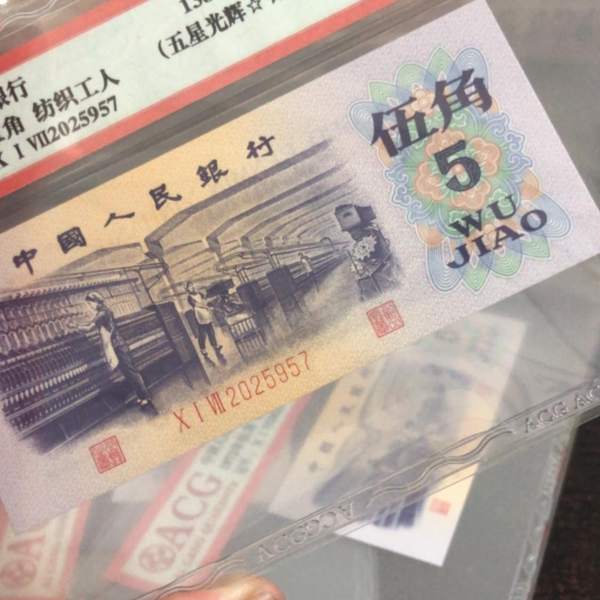 (五星光辉☆
银行
角 纺织工人
X I VII2025957
中國人民銀行
伍角
5
WU
JIAO
X I VII 2025957
ACG
ACG
ACG